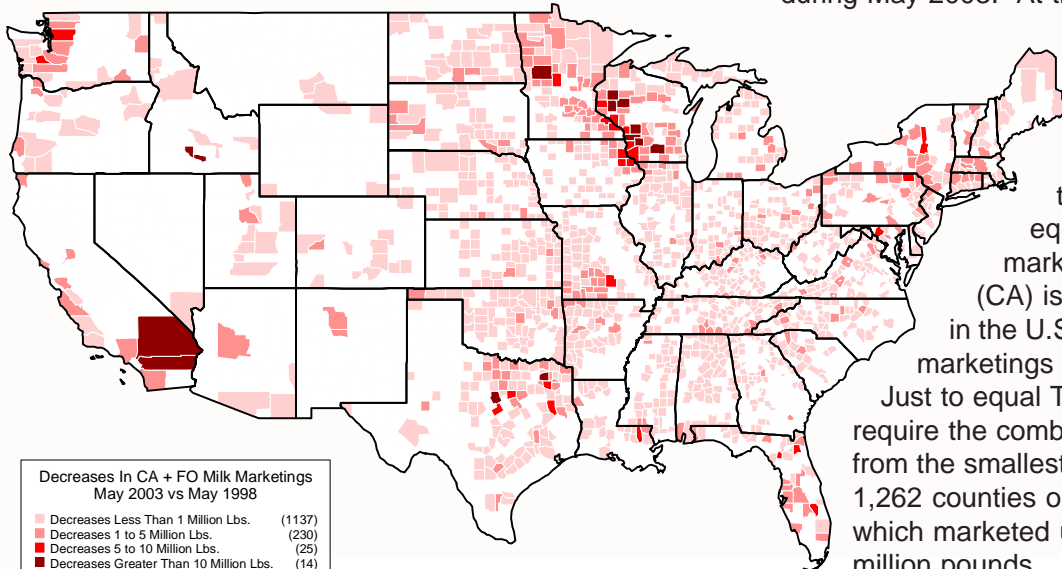 during May 2003. At t
t
eq
mark
(CA) is
in the U.S
marketings
Just to equal T
require the comb
from the smallest
1,262 counties o
which marketed u
million pounds.
Decreases In CA + FO Milk Marketings
May 2003 vs May 1998
Decreases Less Than 1 Million Lbs. (1137)
Decreases 1 to 5 Million Lbs. (230)
Decreases 5 to 10 Million Lbs. (25)
Decreases Greater Than 10 Million Lbs. (14)